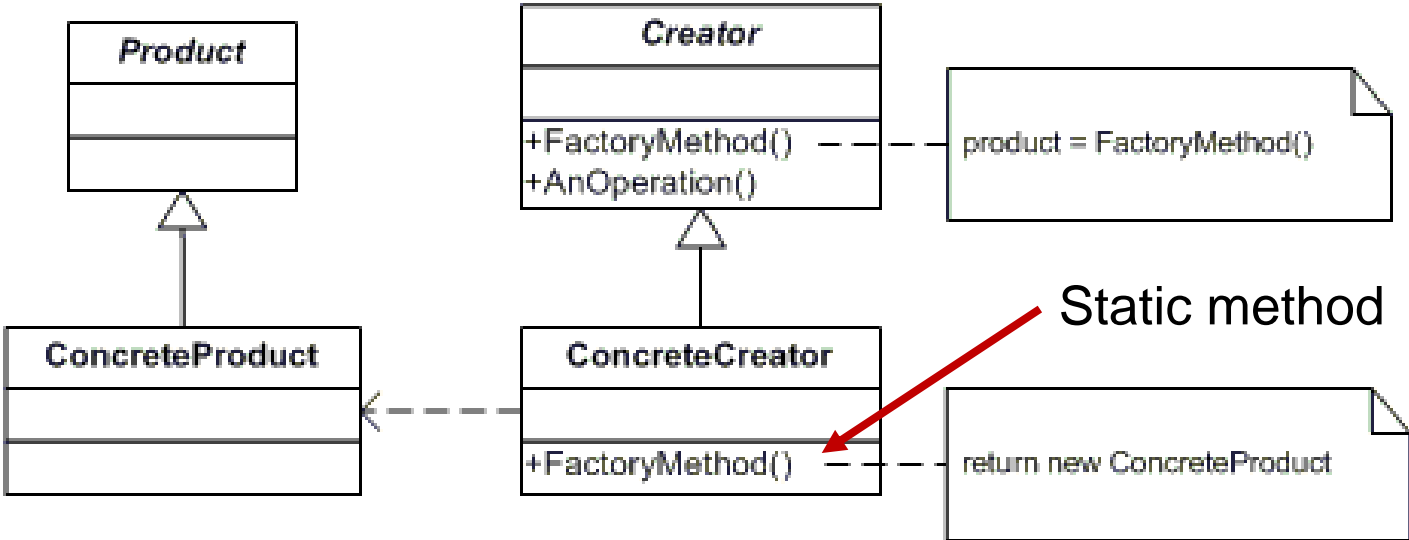 Product
Creator
+FactoryMethod()
+AnOperation()
product = FactoryMethod()
Static method
ConcreteProduct
ConcreteCreator
+FactoryMethod()
return new ConcreteProduct